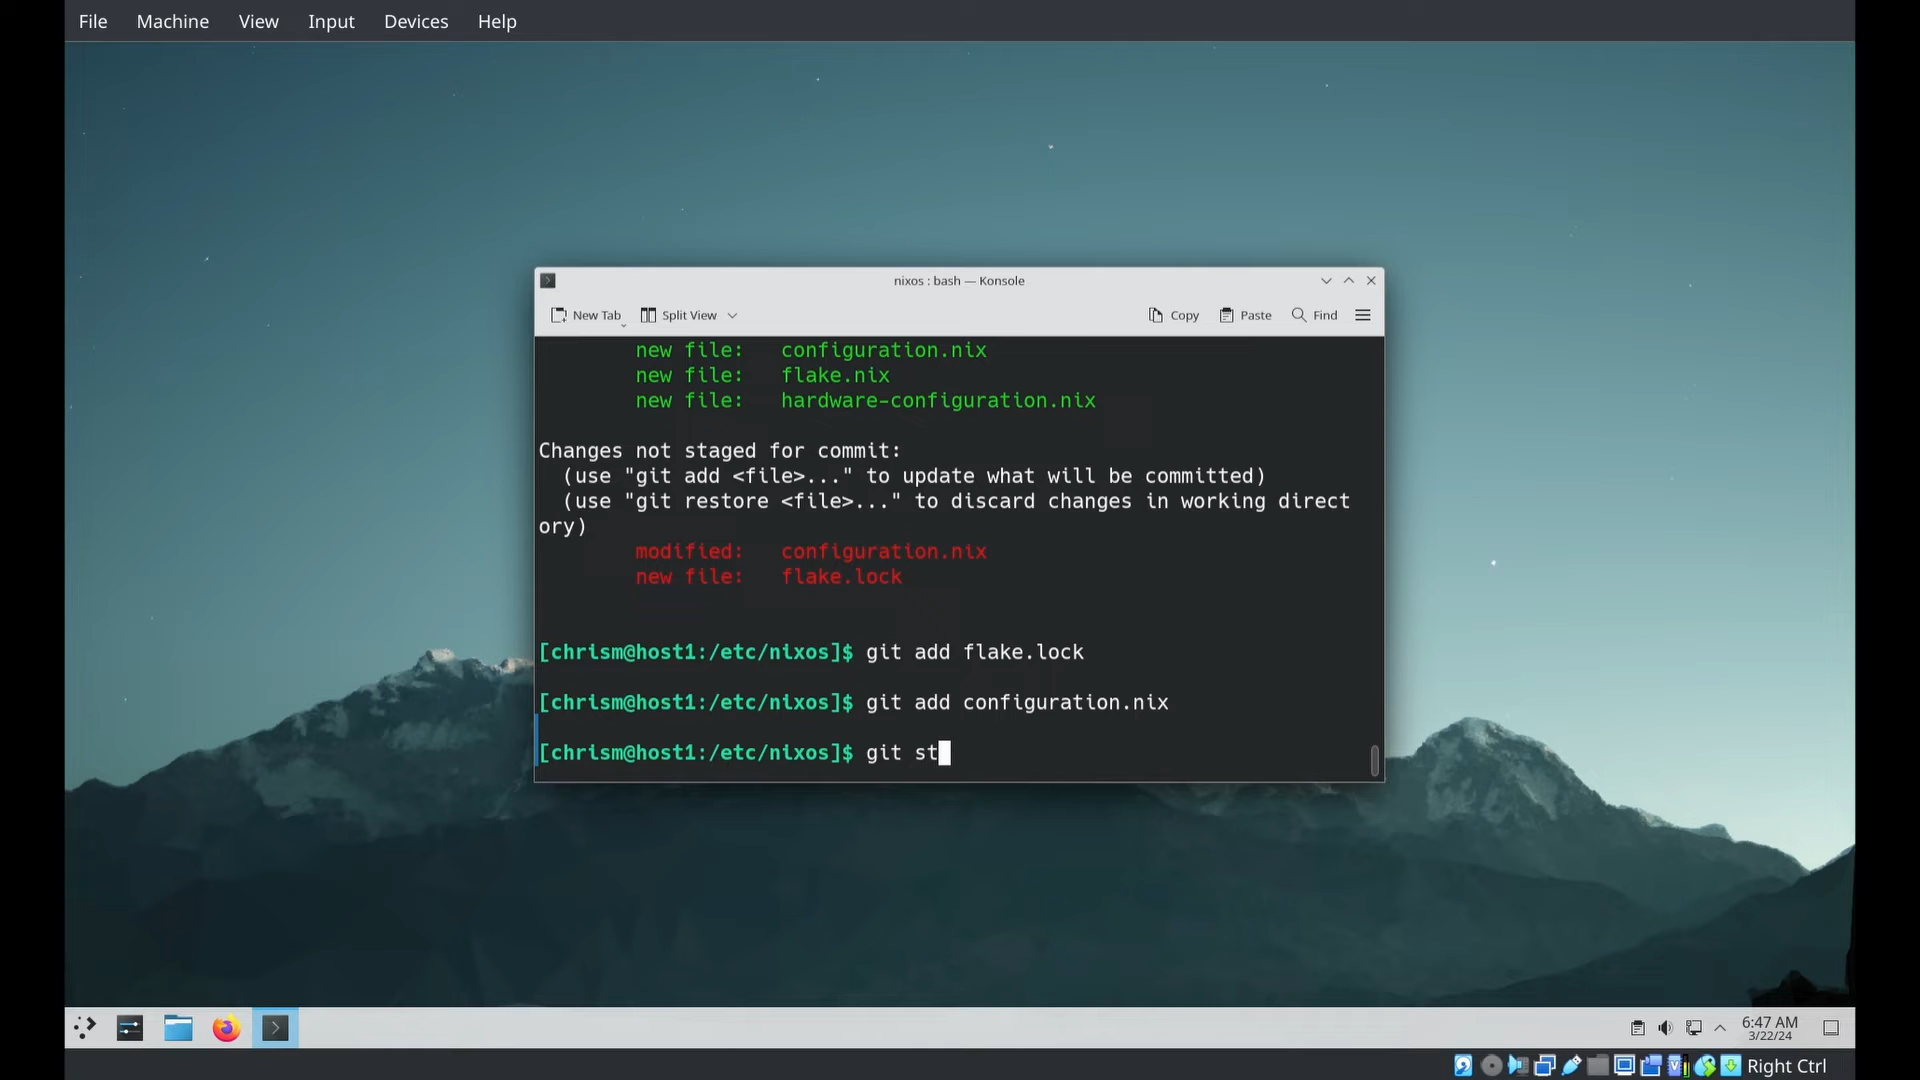 File Machine View Input Devices Help
nixos : bash — Konsole
New Tab Split View Copy Paste Find
new file:   configuration.nix
new file:   flake.nix
new file:   hardware-configuration.nix
Changes not staged for commit:
(use "git add <file>..." to update what will be committed)
(use "git restore <file>..." to discard changes in working direct
ory)
modified:   configuration.nix
new file:   flake.lock
[chrism@host1:/etc/nixos]$ git add flake.lock
[chrism@host1:/etc/nixos]$ git add configuration.nix
[chrism@host1:/etc/nixos]$ git st
6:47 AM
3/22/24
Right Ctrl